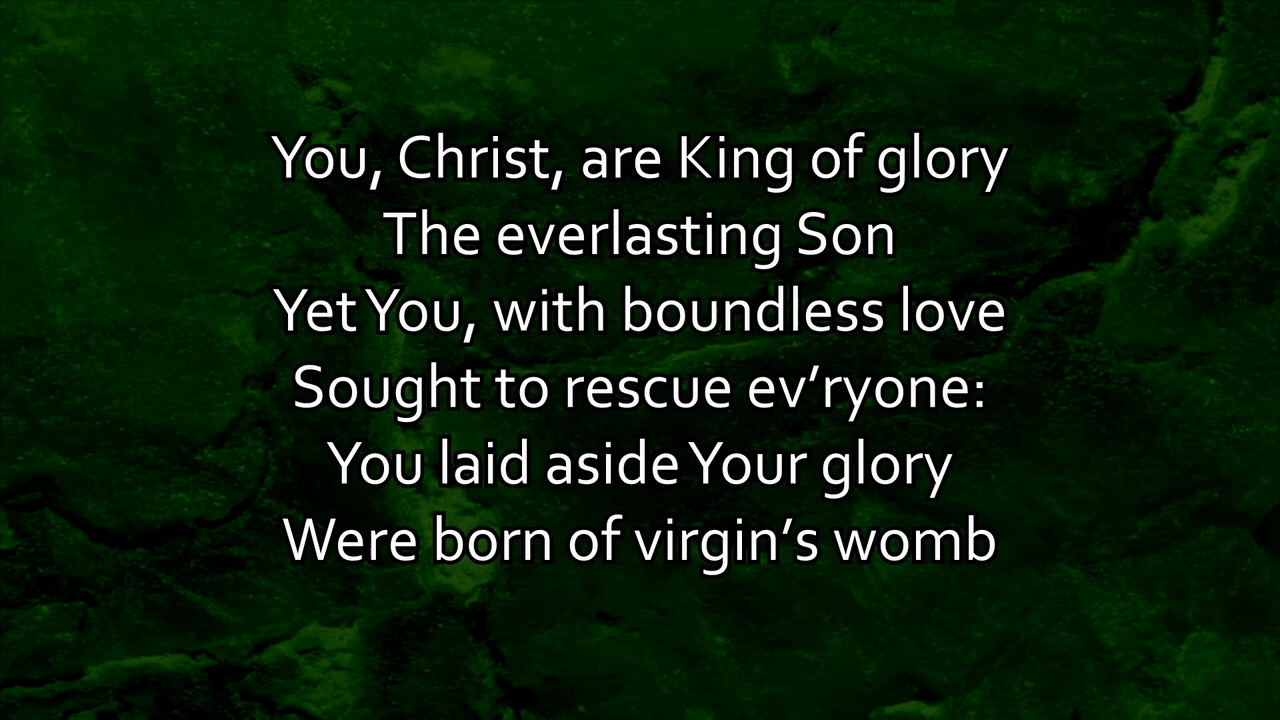 You, Christ, are King of glory
The everlasting Son
Yet You, with boundless love
Sought to rescue ev’ryone:
You laid aside Your glory
Were born of virgin’s womb